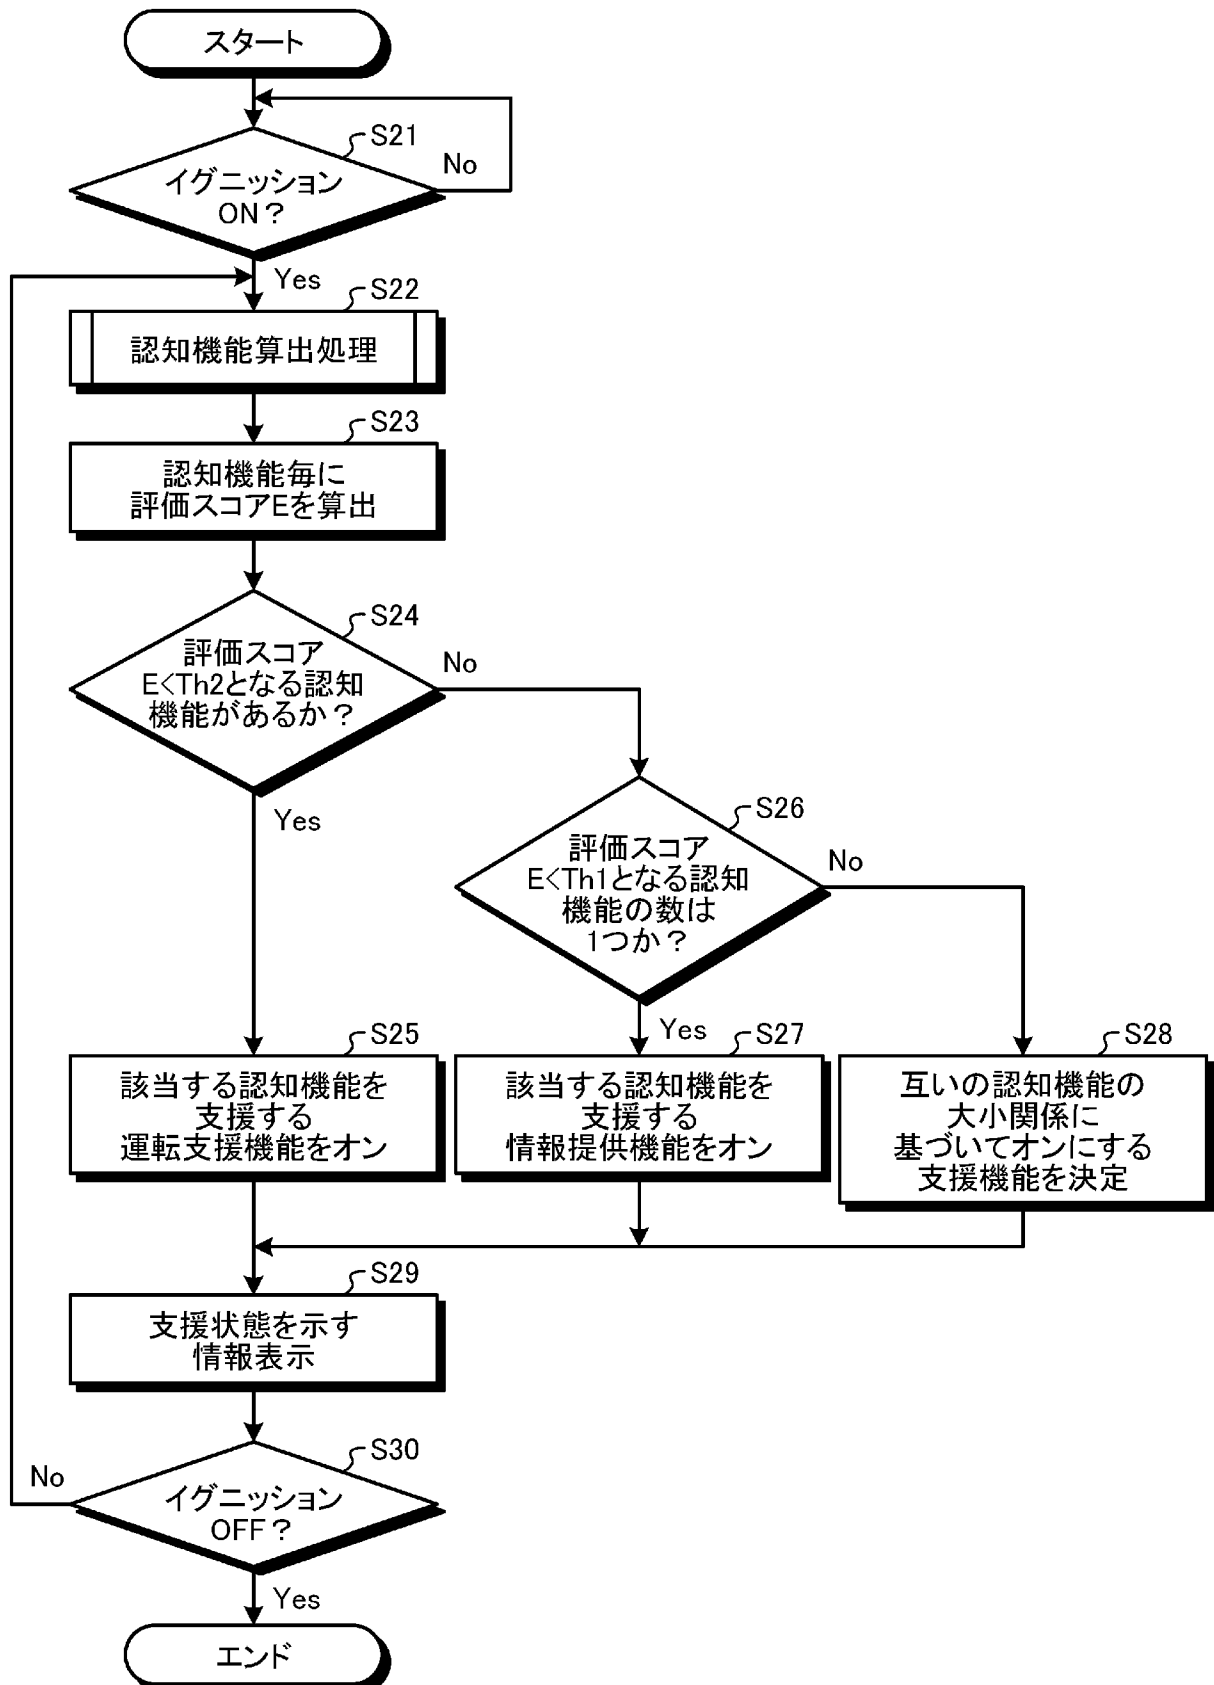 スタート
S21
イグニッション
ON？
No
Yes
S22
認知機能算出処理
S23
認知機能毎に
評価スコアEを算出
S24
評価スコア
E<Th2となる認知
機能があるか？
No
Yes
S26
評価スコア
E<Th1となる認知
機能の数は
1つか？
No
Yes
S25
該当する認知機能を
支援する
運転支援機能をオン
S27
該当する認知機能を
支援する
情報提供機能をオン
S28
互いの認知機能の
大小関係に
基づいてオンにする
支援機能を決定
S29
支援状態を示す
情報表示
S30
イグニッション
OFF？
No
Yes
エンド